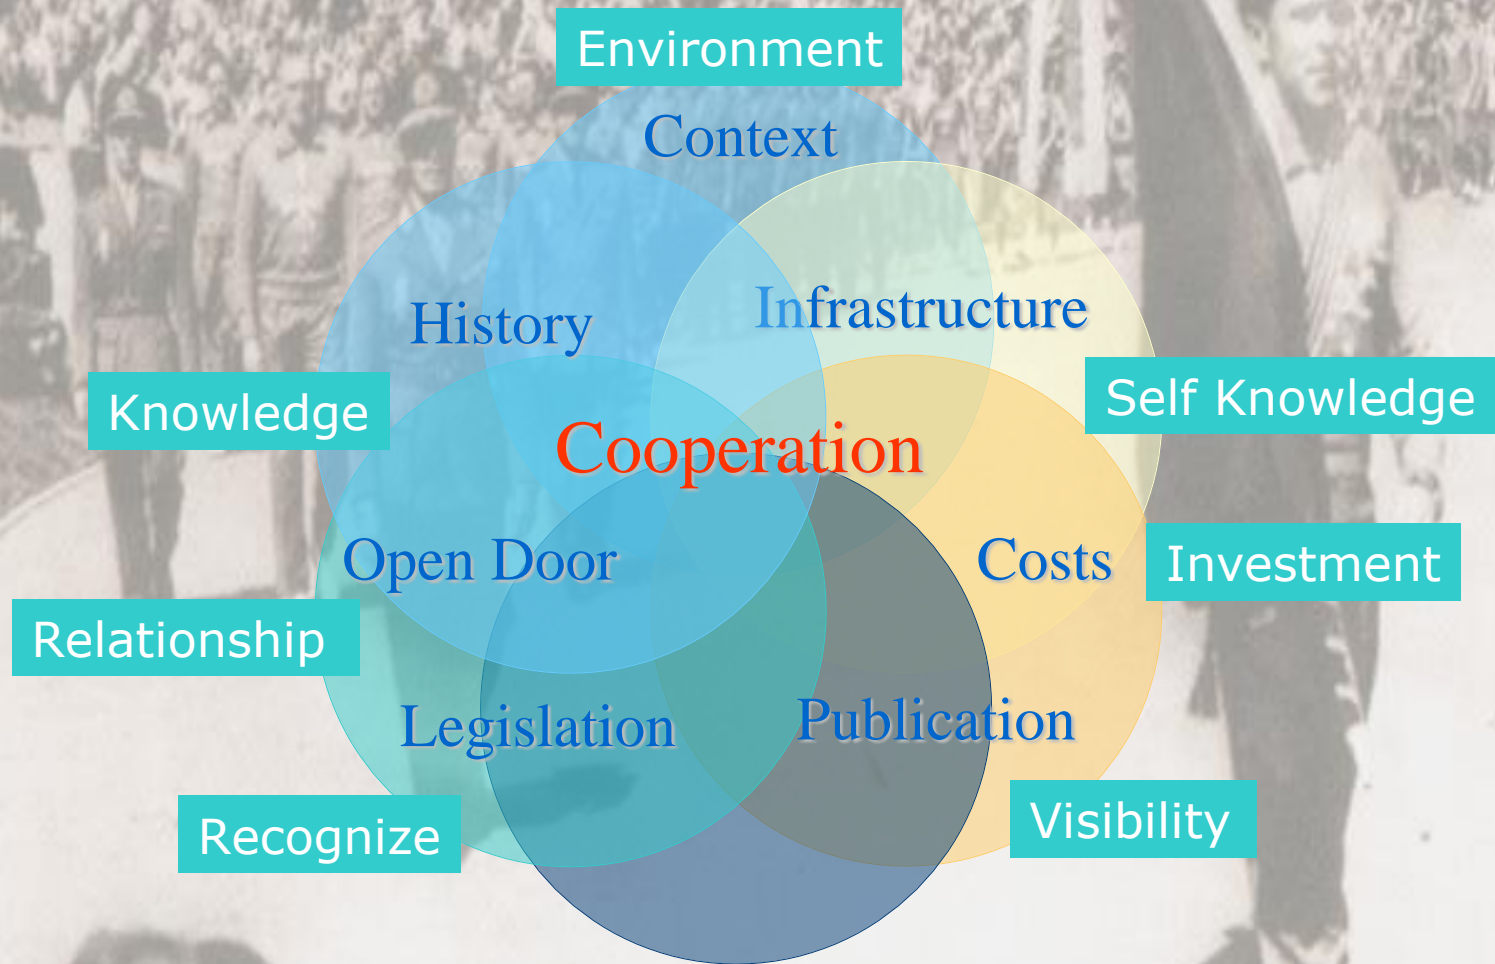 Environment
Context
History
Infrastructure
Knowledge
Self Knowledge
Cooperation
Open Door
Costs
Investment
Relationship
Legislation
Publication
Recognize
Visibility